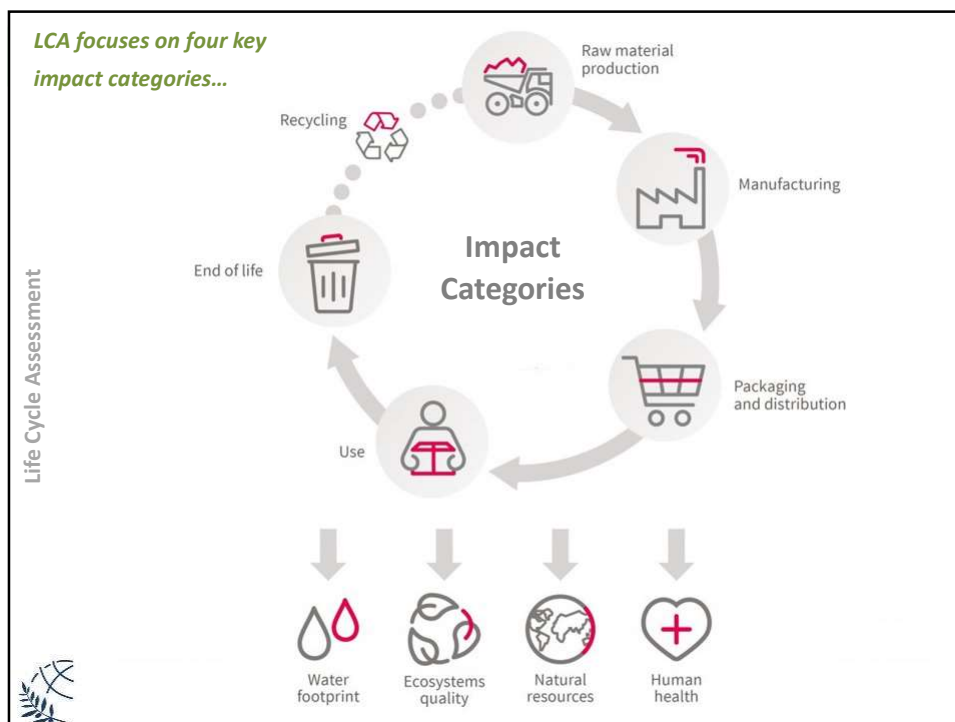 LCA focuses on four key
impact categories…
Raw material
production
Recycling
Manufacturing
Impact
Categories
End of life
Life Cycle Assessment
Packaging
and distribution
Use
Water
footprint
Ecosystems
quality
Natural
resources
Human
health